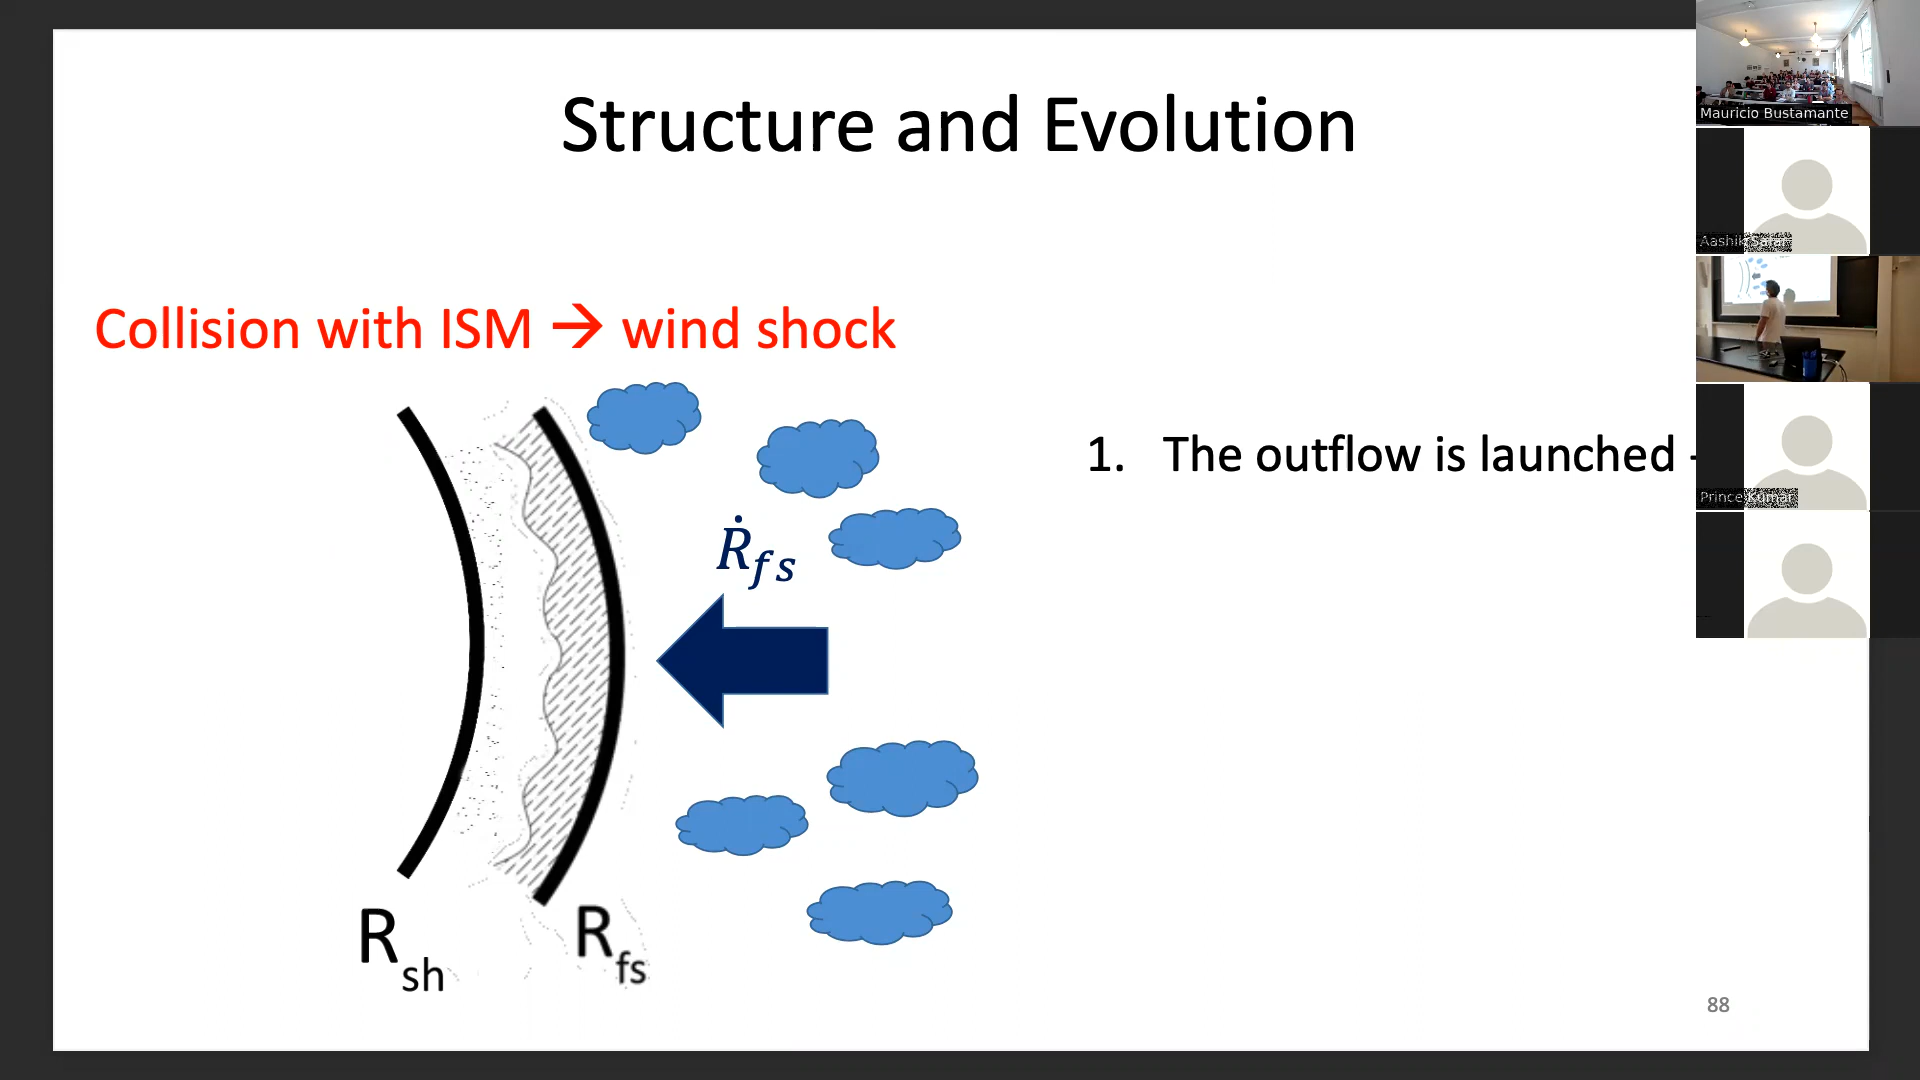 Structure and Evolution
Collision with ISM → wind shock
1. The outflow is launched -
Ṙ_fs
R_sh
R_fs
88
Mauricio Bustamante
Aashik
Prince Kumar